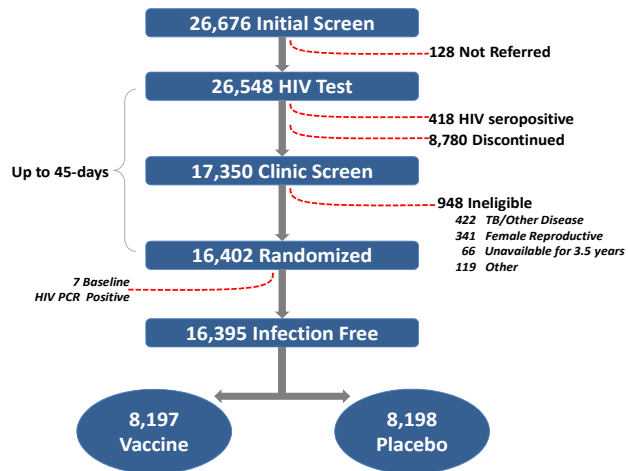 26,676 Initial Screen
128 Not Referred
26,548 HIV Test
418 HIV seropositive
8,780 Discontinued
Up to 45-days
17,350 Clinic Screen
948 Ineligible
422 TB/Other Disease
341 Female Reproductive
66 Unavailable for 3.5 years
119 Other
16,402 Randomized
7 Baseline
HIV PCR Positive
16,395 Infection Free
8,197
Vaccine
8,198
Placebo